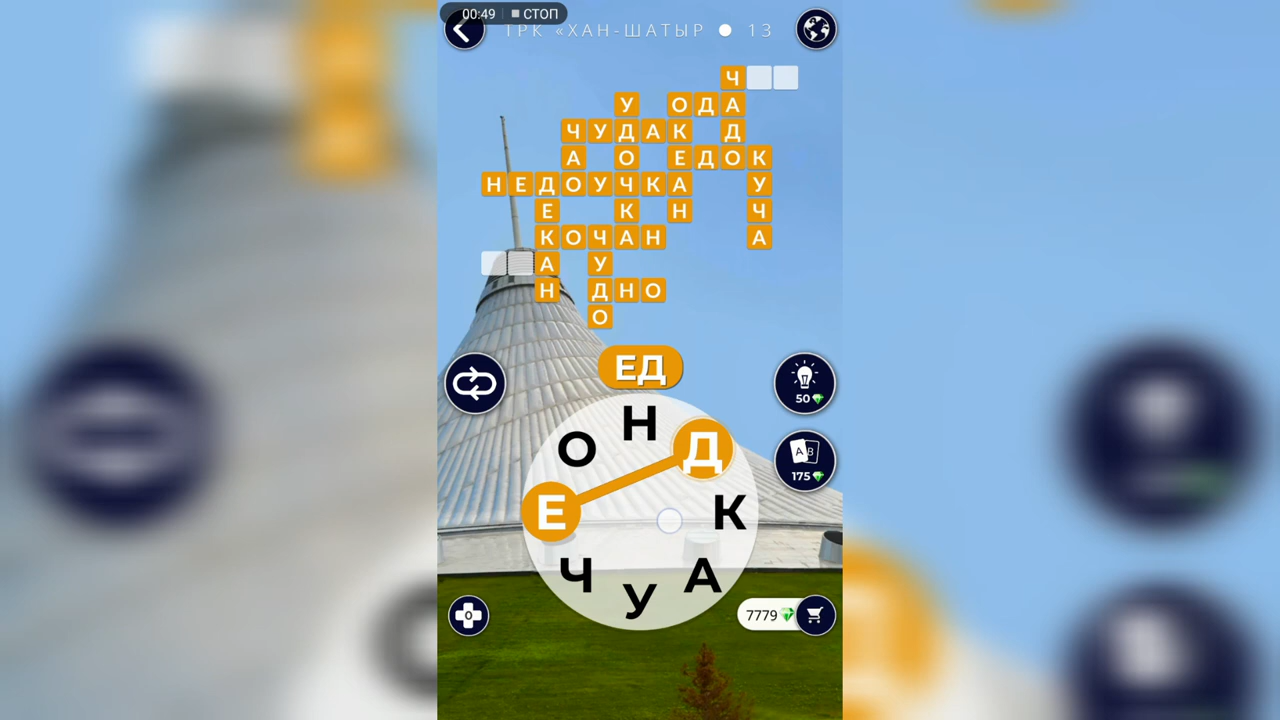 00:49 СТОП
ТРК «ХАН-ШАТЫР 13
Ч
У ОДА
ЧУДАК Д
А О ЕДОК
НЕДОУЧКА У
Е К Н Ч
КОЧАН А
А У
Н ДНО
О
ЕД
50
Н
О Д
175
Е К
Ч А
У
0 7779